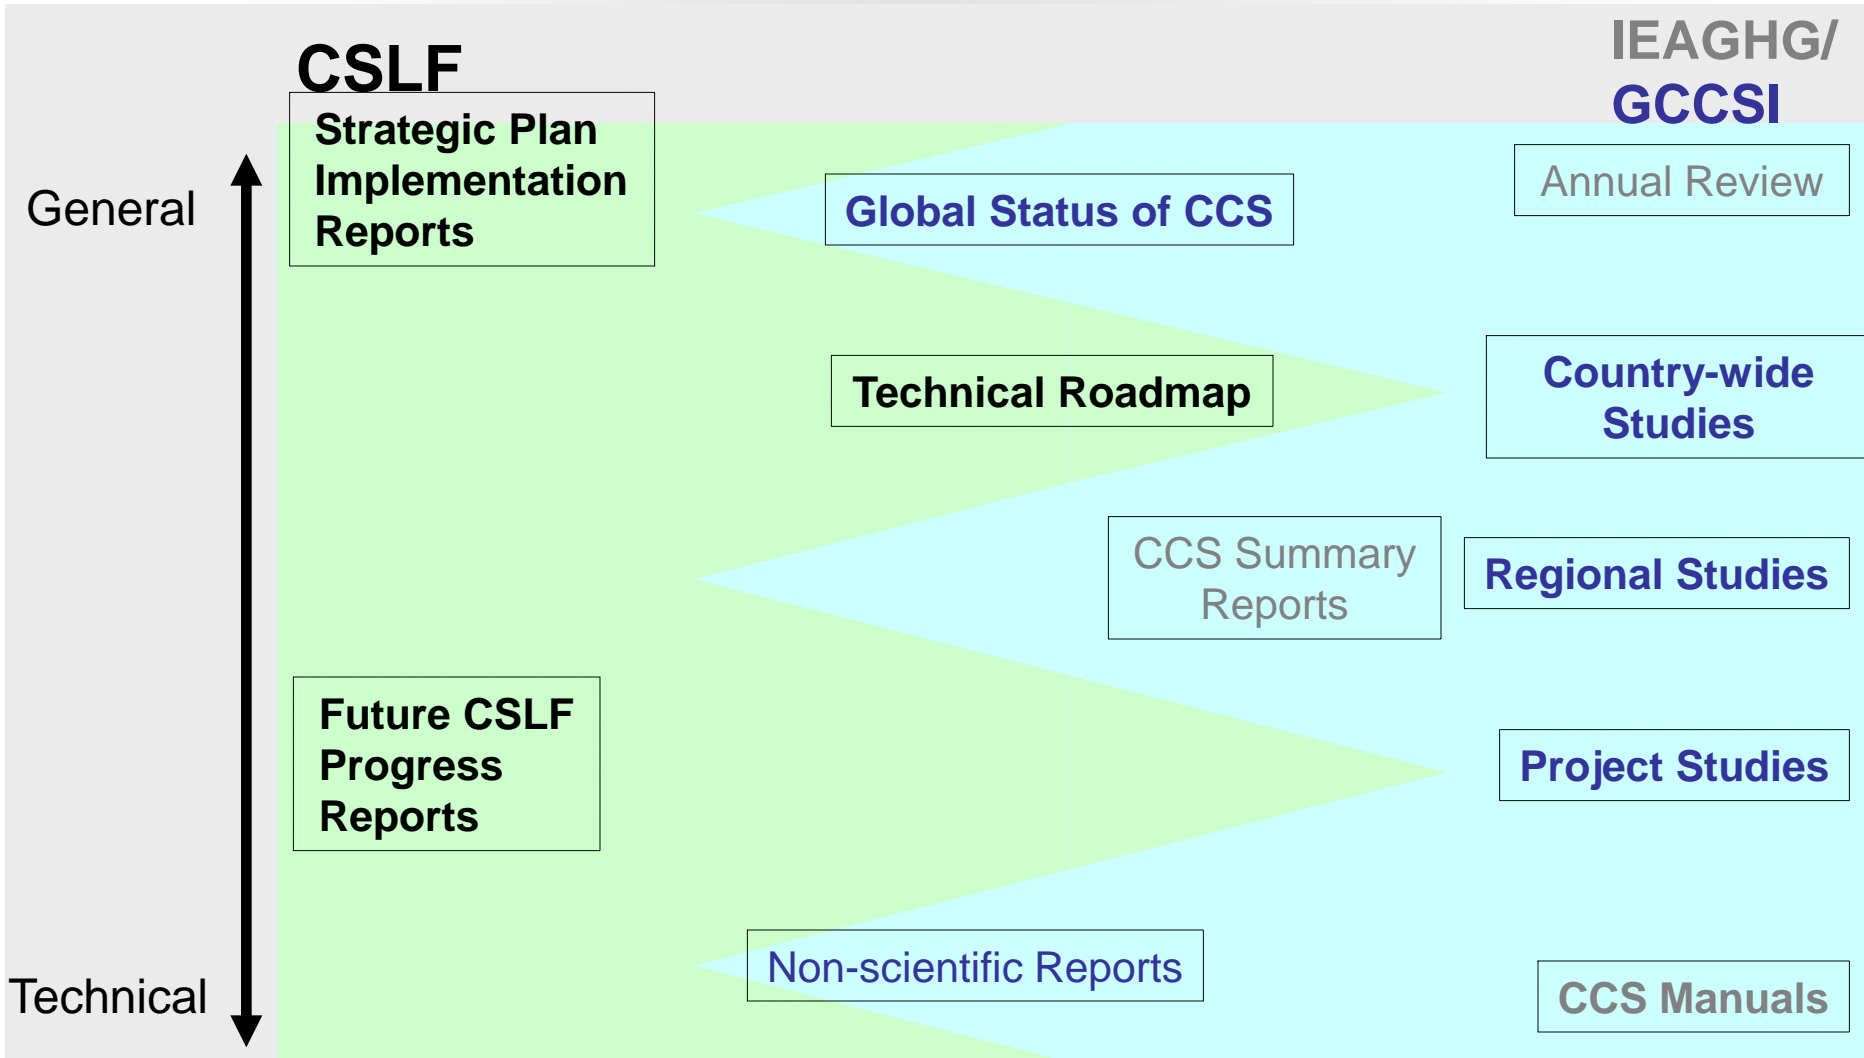 CSLF
IEAGHG/
GCCSI
General
Strategic Plan
Implementation
Reports
Global Status of CCS
Annual Review
Technical Roadmap
Country-wide
Studies
CCS Summary
Reports
Regional Studies
Future CSLF
Progress
Reports
Project Studies
Technical
Non-scientific Reports
CCS Manuals